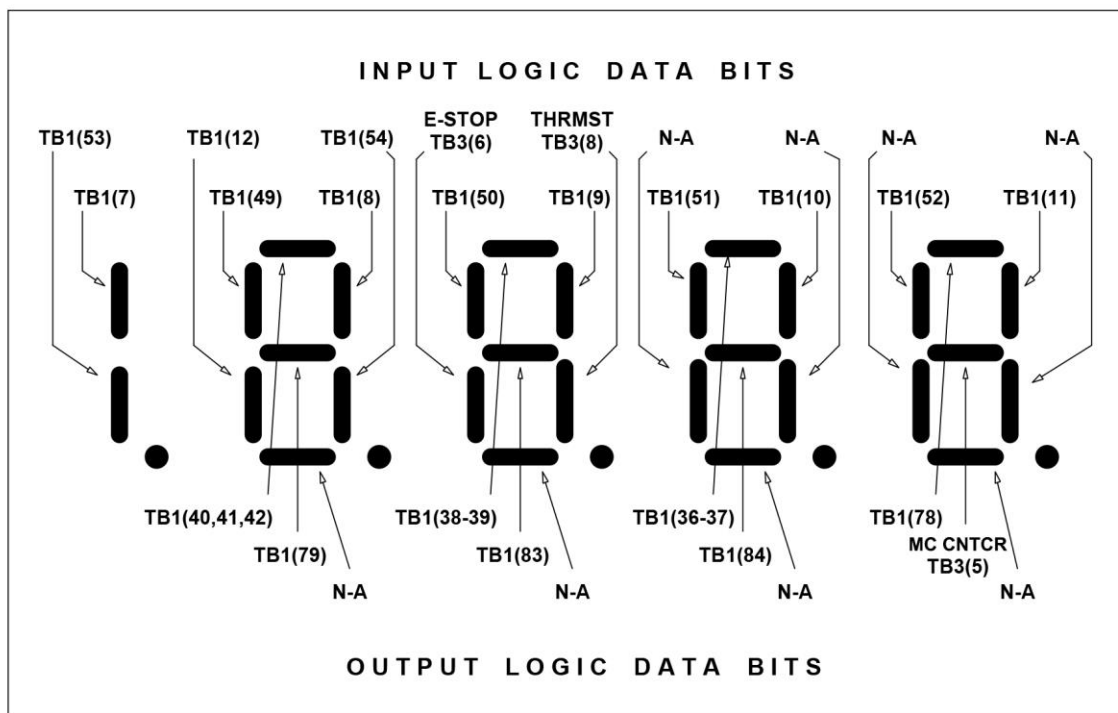 INPUT LOGIC DATA BITS
E-STOP THRMST
TB1(53) TB1(12) TB1(54) TB3(6) TB3(8) N-A N-A N-A N-A
TB1(7) TB1(49) TB1(8) TB1(50) TB1(9) TB1(51) TB1(10) TB1(52) TB1(11)
TB1(40,41,42) TB1(38-39) TB1(36-37) TB1(78)
TB1(79) TB1(83) TB1(84) MC CNTCR
TB3(5)
N-A N-A N-A N-A
OUTPUT LOGIC DATA BITS